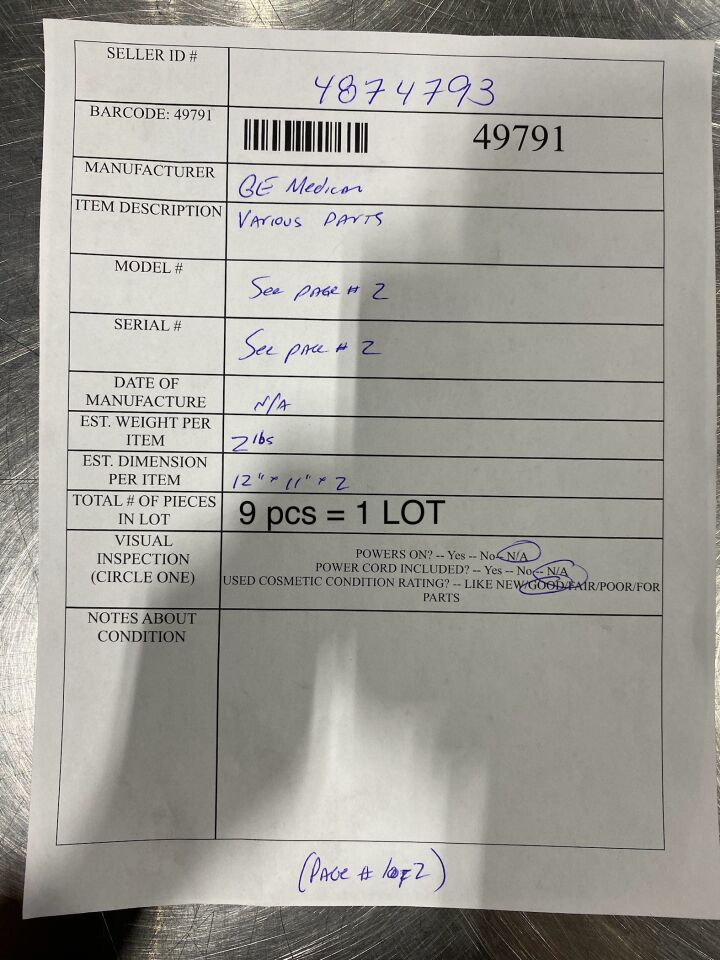 SELLER ID #
4874793
BARCODE: 49791
49791
MANUFACTURER
GE Medical
ITEM DESCRIPTION
Various Parts
MODEL #
See page # 2
SERIAL #
See page # 2
DATE OF
MANUFACTURE
N/A
EST. WEIGHT PER
ITEM
2 lbs
EST. DIMENSION
PER ITEM
12" x 11" x 2
TOTAL # OF PIECES
IN LOT
9 pcs = 1 LOT
VISUAL
INSPECTION
(CIRCLE ONE)
POWERS ON? -- Yes -- No -- N/A
POWER CORD INCLUDED? -- Yes -- No -- N/A
USED COSMETIC CONDITION RATING? -- LIKE NEW/GOOD/FAIR/POOR/FOR
PARTS
NOTES ABOUT
CONDITION
(Page # 1 of 2)